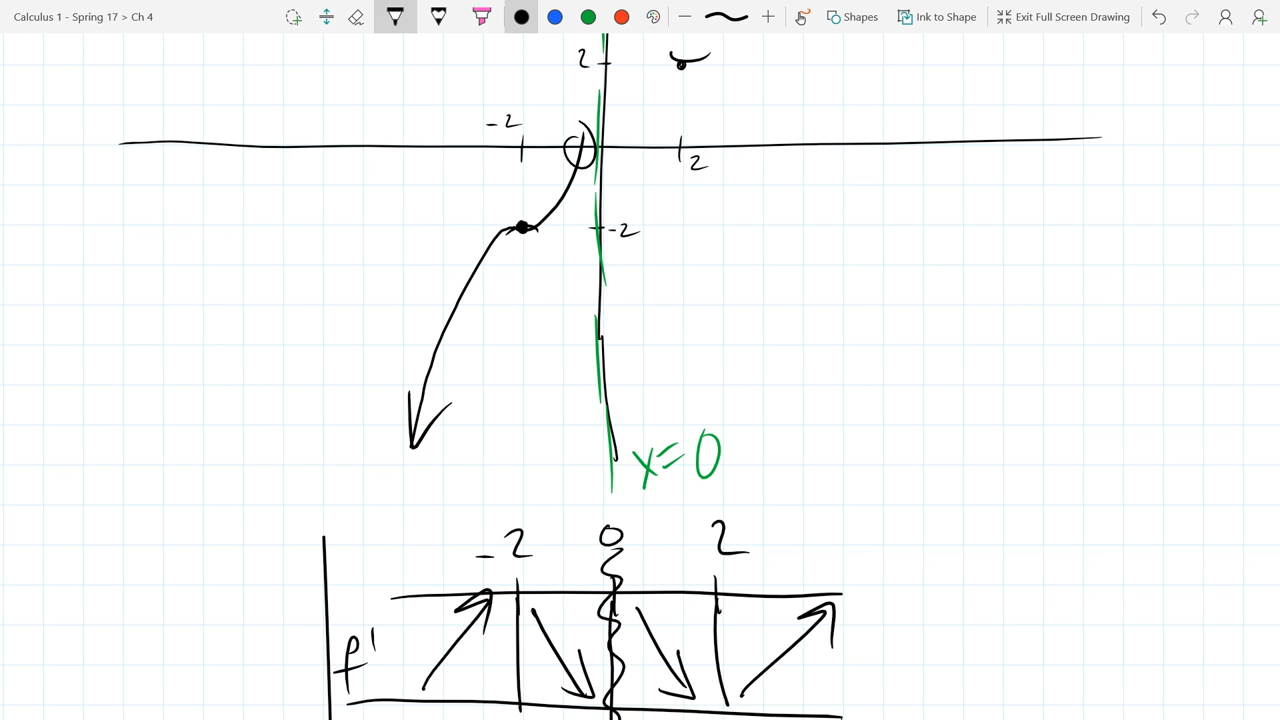 Calculus 1 - Spring 17 > Ch 4
Shapes
Ink to Shape
Exit Full Screen Drawing
2
-2
2
-2
x=0
-2 0 2
f'